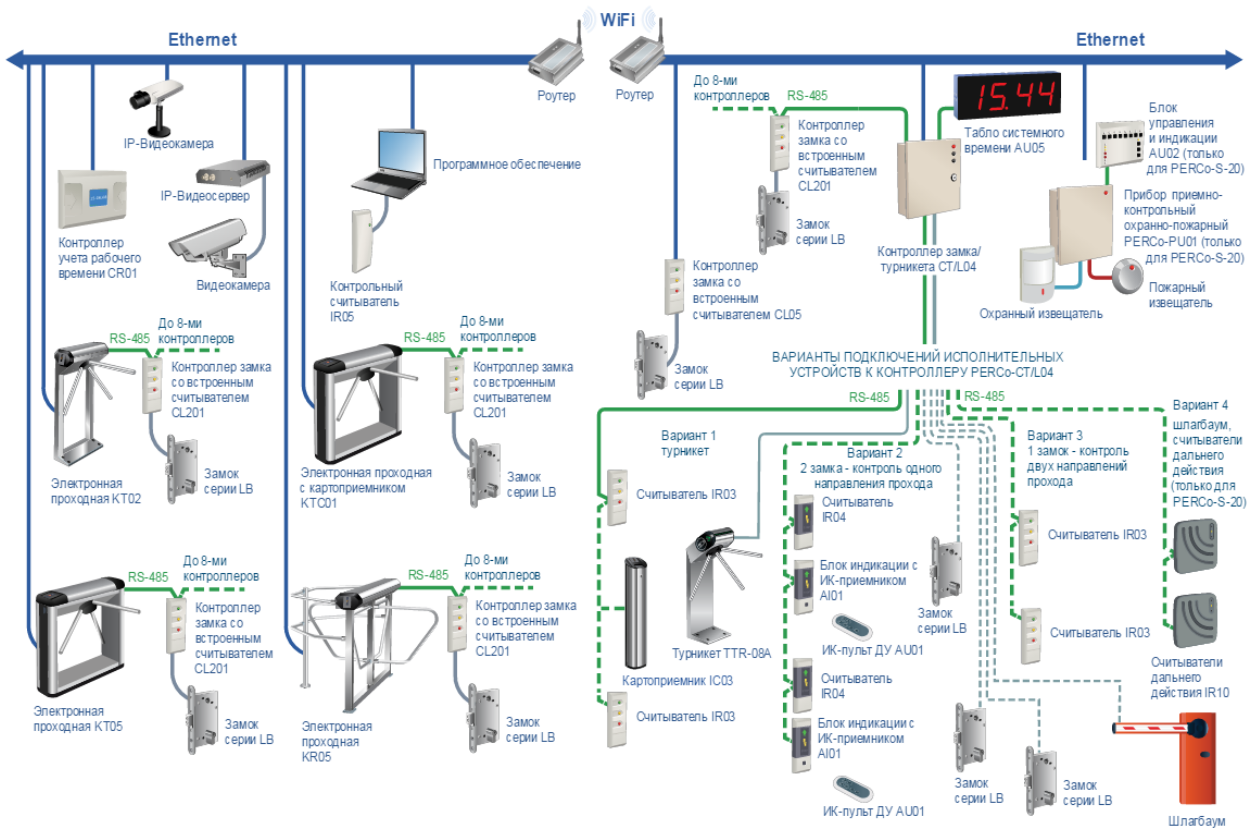 WiFi
Ethernet
Ethernet
Роутер
Роутер
IP-Видеокамера
IP-Видеосервер
Контроллер
учета рабочего
времени CR01
Видеокамера
Программное обеспечение
Контрольный
считыватель
IR05
До 8-ми
контроллеров
RS-485
Контроллер
замка со
встроенным
считывателем
CL201
Замок
серии LB
15.44
Табло системного
времени AU05
Контроллер замка/
турникета CT/L04
Блок
управления
и индикации
AU02 (только
для PERCo-S-20)
Прибор приемно-
контрольный
охранно-пожарный
PERCo-PU01 (только
для PERCo-S-20)
Пожарный
извещатель
Охранный извещатель
Контроллер
замка со
встроенным
считывателем CL05
Замок
серии LB
RS-485
До 8-ми
контроллеров
Контроллер замка
со встроенным
считывателем
CL201
Замок
серии LB
Электронная
проходная KT02
RS-485
До 8-ми
контроллеров
Контроллер замка
со встроенным
считывателем
CL201
Замок
серии LB
Электронная проходная
с картоприемником
KTC01
RS-485
До 8-ми
контроллеров
Контроллер
замка со
встроенным
считывателем
CL201
Замок
серии LB
Электронная
проходная KT05
RS-485
До 8-ми
контроллеров
Контроллер замка
со встроенным
считывателем
CL201
Замок
серии LB
Электронная
проходная
KR05
ВАРИАНТЫ ПОДКЛЮЧЕНИЙ ИСПОЛНИТЕЛЬНЫХ
УСТРОЙСТВ К КОНТРОЛЛЕРУ PERCo-CT/L04
RS-485
RS-485
Вариант 1
турникет
Считыватель IR03
Картоприемник IC03
Считыватель IR03
Турникет TTR-08A
Вариант 2
2 замка - контроль одного
направления прохода
Считыватель
IR04
Блок индикации с
ИК-приемником
AI01
ИК-пульт ДУ AU01
Замок
серии LB
Считыватель
IR04
Блок индикации с
ИК-приемником
AI01
ИК-пульт ДУ AU01
Замок
серии LB
Вариант 3
1 замок - контроль
двух направлений
прохода
Считыватель IR03
Считыватель IR03
Замок
серии LB
Вариант 4
шлагбаум,
считыватели
дальнего
действия
(только для
PERCo-S-20)
Считыватели
дальнего
действия IR10
Шлагбаум